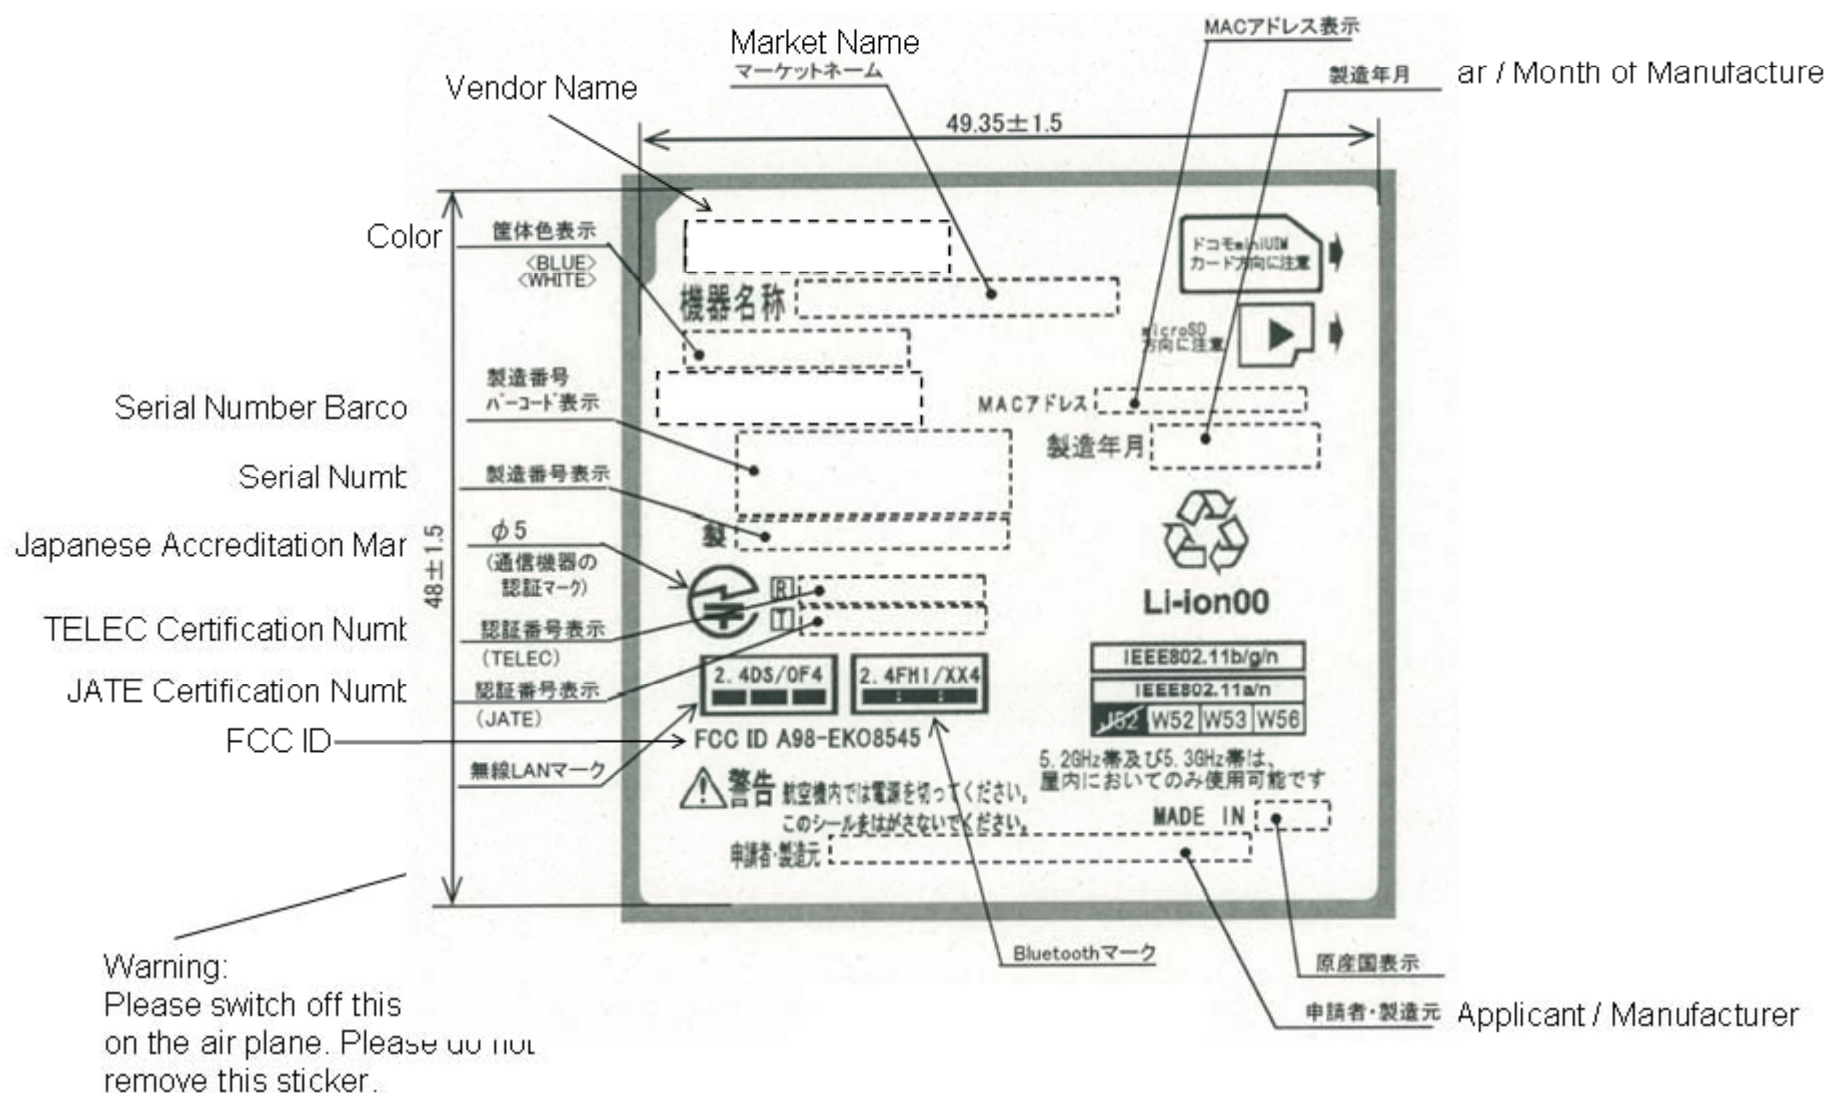 MACアドレス表示
Market Name
マーケットネーム
製造年月
ar / Month of Manufacture
Vendor Name
49.35±1.5
Color
筐体色表示
<BLUE>
<WHITE>
ドコモminiUIM
カード方向に注意
機器名称
microSD
方向に注意
製造番号
バーコード表示
Serial Number Barco
MACアドレス
製造年月
Serial Numb
製造番号表示
48±1.5
製
Japanese Accreditation Mar
φ5
(通信機器の
認証マーク)
R
T
Li-ion00
TELEC Certification Numb
認証番号表示
(TELEC)
IEEE802.11b/g/n
2.4DS/OF4
2.4FH1/XX4
JATE Certification Numb
認証番号表示
(JATE)
IEEE802.11a/n
J52 W52 W53 W56
FCC ID
FCC ID A98-EKO8545
無線LANマーク
5.2GHz帯及び5.3GHz帯は、
屋内においてのみ使用可能です
警告 航空機内では電源を切ってください。
このシールをはがさないでください。
MADE IN
申請者・製造元
Bluetoothマーク
原産国表示
申請者・製造元 Applicant / Manufacturer
Warning:
Please switch off this
on the air plane. Please do not
remove this sticker.